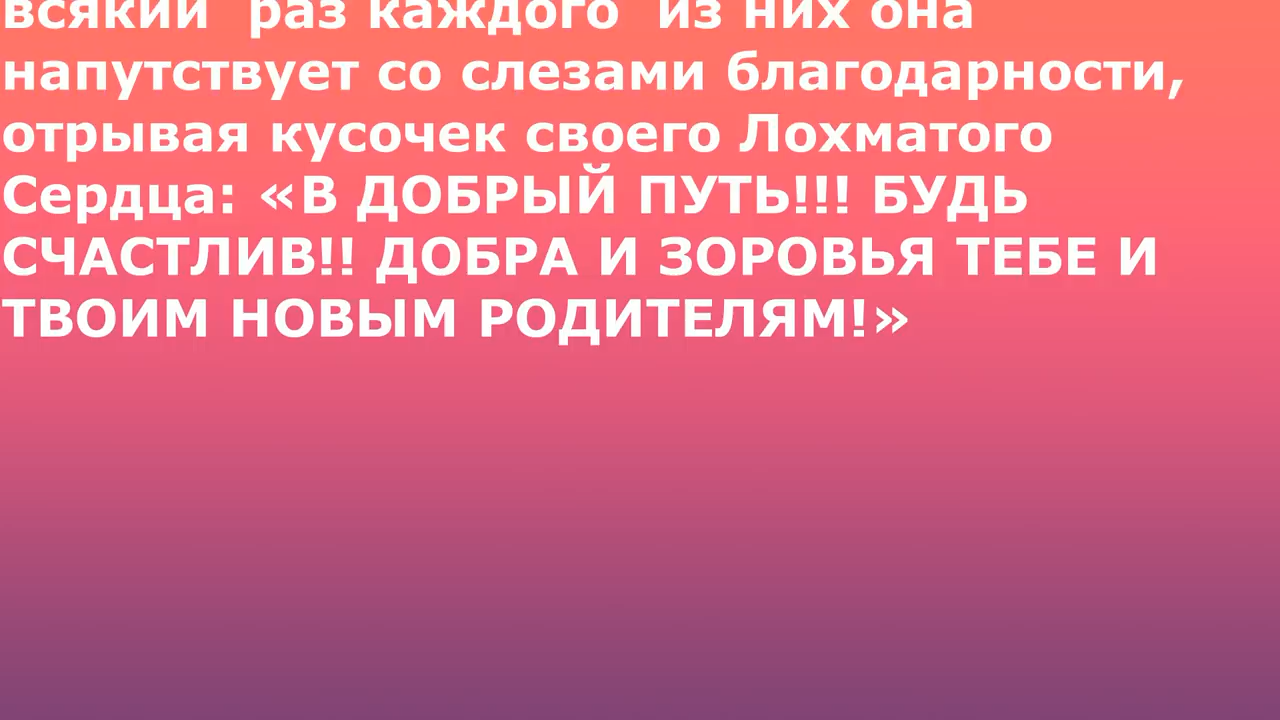 всякий раз каждого из них она
напутствует со слезами благодарности,
отрывая кусочек своего Лохматого
Сердца: «В ДОБРЫЙ ПУТЬ!!! БУДЬ
СЧАСТЛИВ!! ДОБРА И ЗОРОВЬЯ ТЕБЕ И
ТВОИМ НОВЫМ РОДИТЕЛЯМ!»